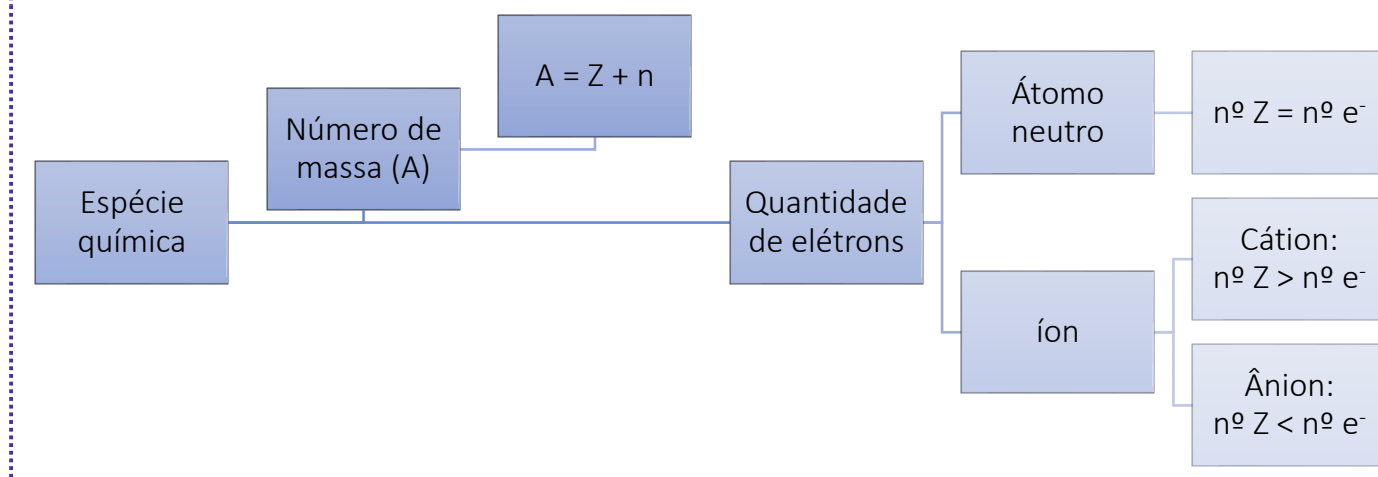 Espécie
química
Número de
massa (A)
A = Z + n
Quantidade
de elétrons
Átomo
neutro
nº Z = nº e⁻
íon
Cátion:
nº Z > nº e⁻
Ânion:
nº Z < nº e⁻